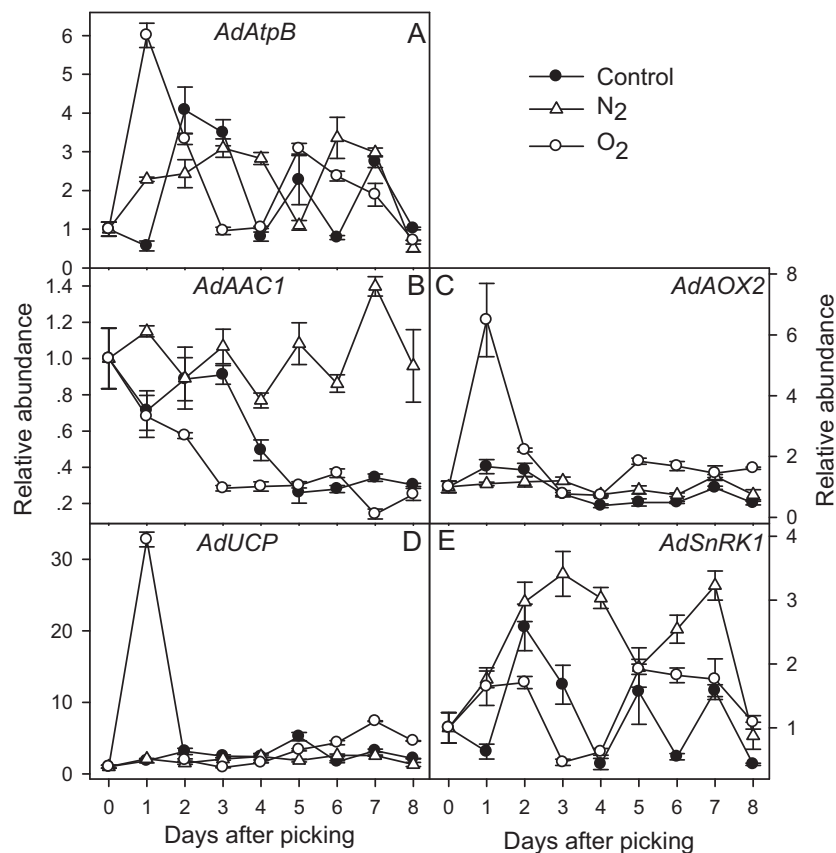 AdAtpB A
6
5
4
3
2
1
0
Control
N2
O2
AdAAC1 B
1.4
1.2
1.0
.8
.6
.4
.2
Relative abundance
C AdAOX2
8
6
4
2
0
Relative abundance
D AdUCP
30
20
10
0
E AdSnRK1
4
3
2
1
0 1 2 3 4 5 6 7 8
Days after picking
0 1 2 3 4 5 6 7 8
Days after picking